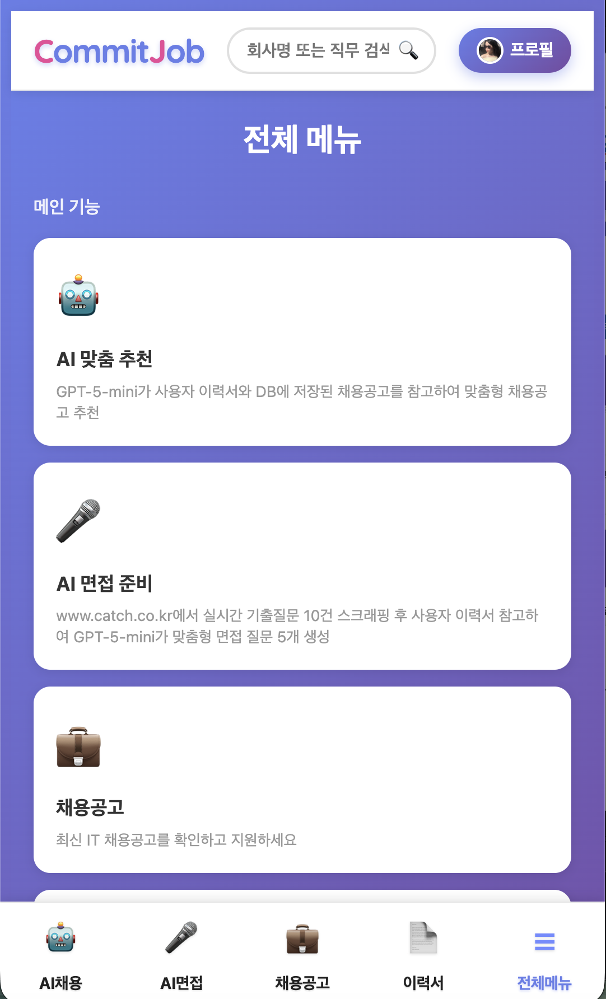 CommitJob
회사명 또는 직무 검색
프로필
전체 메뉴
메인 기능
AI 맞춤 추천
GPT-5-mini가 사용자 이력서와 DB에 저장된 채용공고를 참고하여 맞춤형 채용공
고 추천
AI 면접 준비
www.catch.co.kr에서 실시간 기출질문 10건 스크래핑 후 사용자 이력서 참고하
여 GPT-5-mini가 맞춤형 면접 질문 5개 생성
채용공고
최신 IT 채용공고를 확인하고 지원하세요
AI채용
AI면접
채용공고
이력서
전체메뉴